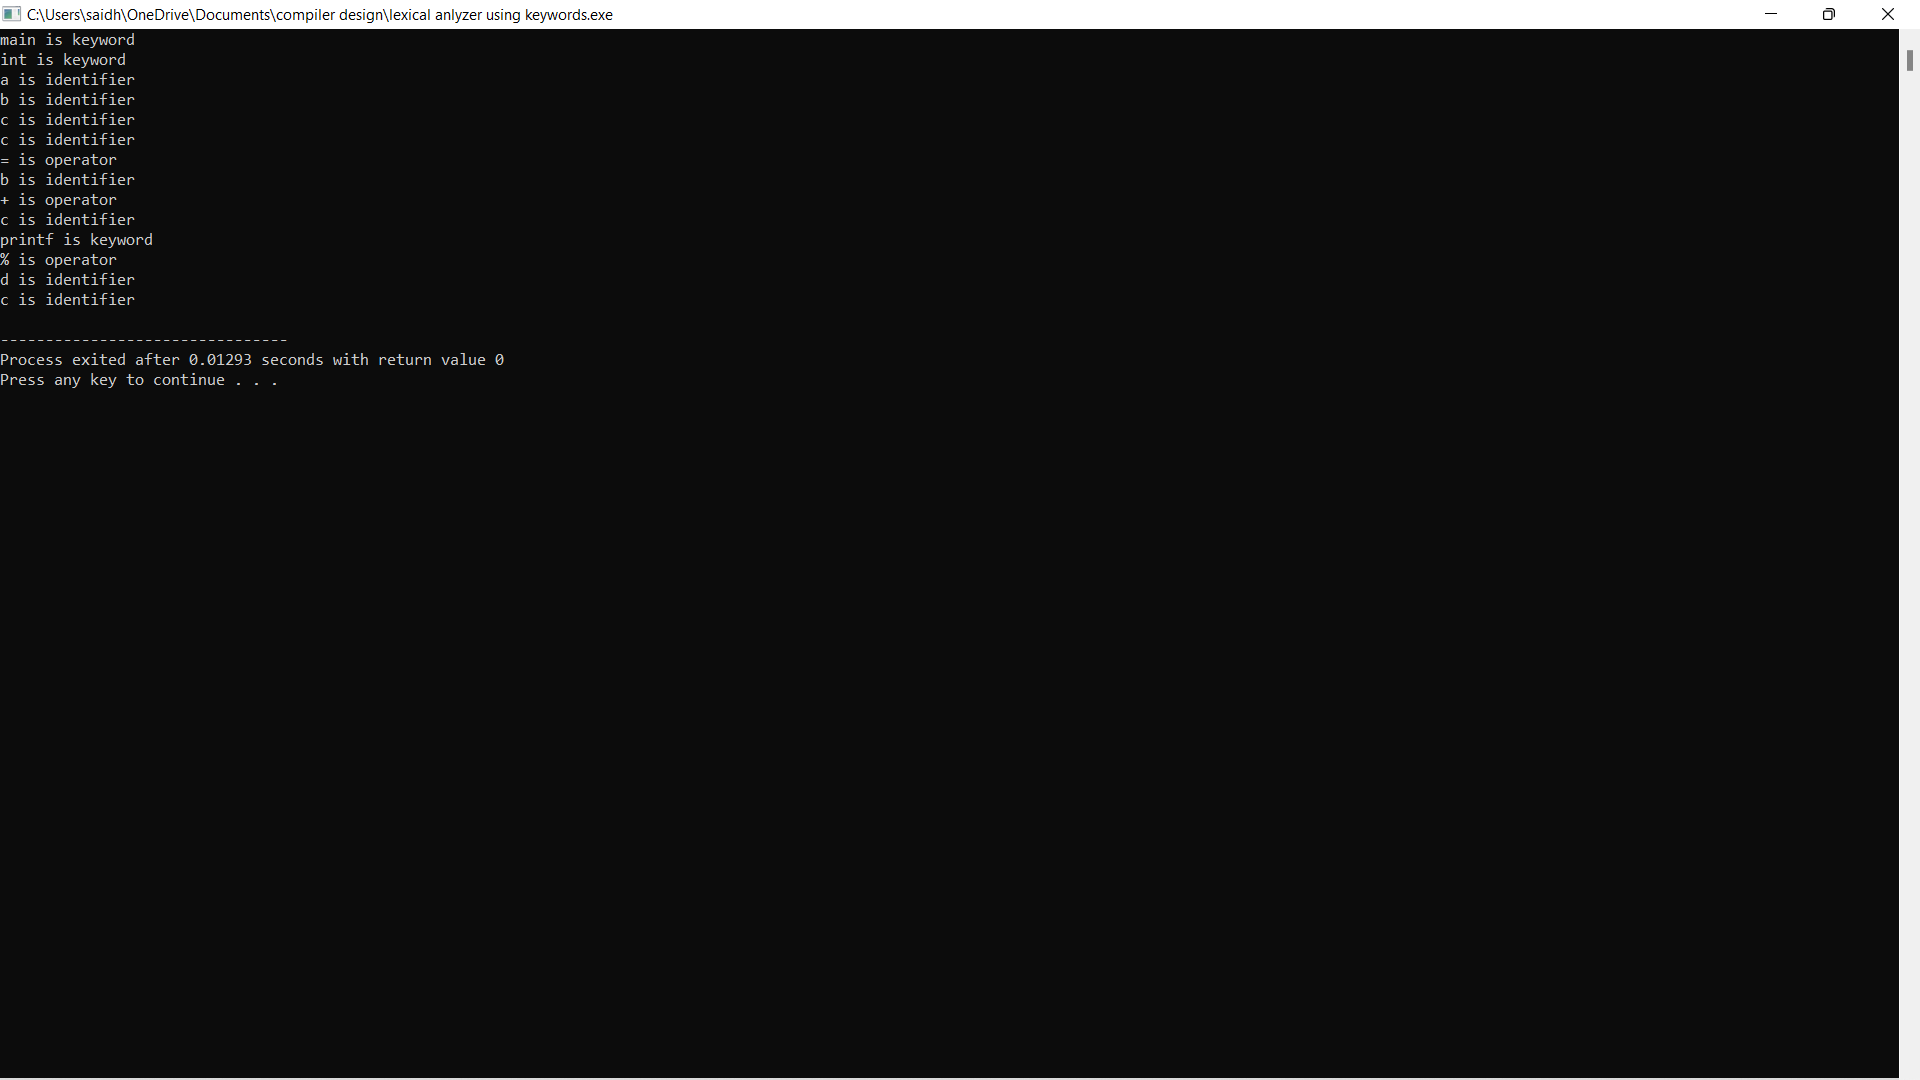 C:\Users\saidh\OneDrive\Documents\compiler design\lexical anlyzer using keywords.exe
main is keyword
int is keyword
a is identifier
b is identifier
c is identifier
c is identifier
= is operator
b is identifier
+ is operator
c is identifier
printf is keyword
% is operator
d is identifier
c is identifier
--------------------------------
Process exited after 0.01293 seconds with return value 0
Press any key to continue . . .